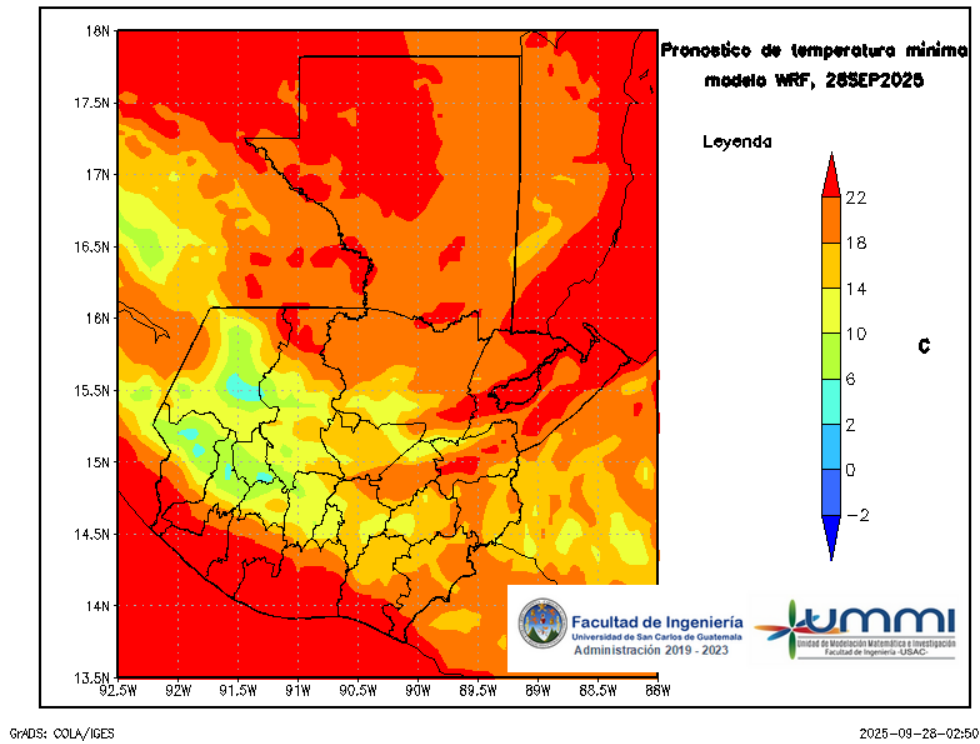 Pronostico de temperatura minima
modelo WRF, 28SEP2025
Leyenda
22
18
14
10
6
2
0
−2
C
18N
17.5N
17N
16.5N
16N
15.5N
15N
14.5N
14N
13.5N
92.5W
92W
91.5W
91W
90.5W
90W
89.5W
89W
88.5W
88W
Facultad de Ingeniería
Universidad de San Carlos de Guatemala
Administración 2019 - 2023
ummi
Unidad de Modelación Matemática e Investigación
Facultad de Ingeniería -USAC-
GrADS: COLA/IGES
2025-09-28-02:50